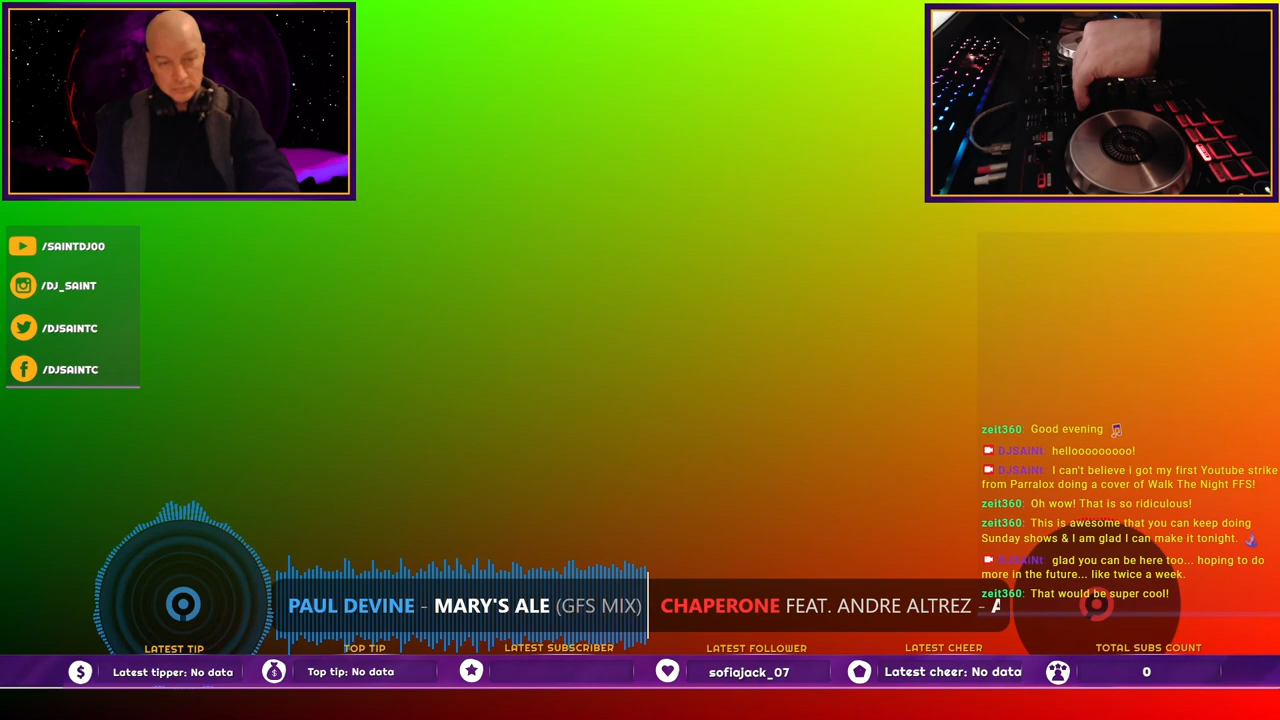 /SAINTDJ00
/DJ_SAINT
/DJSAINTC
/DJSAINTC
zeit360: Good evening
DJSAiNt: hellooooooooo!
DJSAiNt: I can't believe i got my first Youtube strike
from Parralox doing a cover of Walk The Night FFS!
zeit360: Oh wow! That is so ridiculous!
zeit360: This is awesome that you can keep doing
Sunday shows & I am glad I can make it tonight.
DJSAiNt: glad you can be here too... hoping to do
more in the future... like twice a week.
zeit360: That would be super cool!
PAUL DEVINE - MARY'S ALE (GFS MIX)
CHAPERONE FEAT. ANDRE ALTREZ -
LATEST TIP
TOP TIP
LATEST SUBSCRIBER
LATEST FOLLOWER
LATEST CHEER
TOTAL SUBS COUNT
Latest tipper: No data
Top tip: No data
sofiajack_07
Latest cheer: No data
0